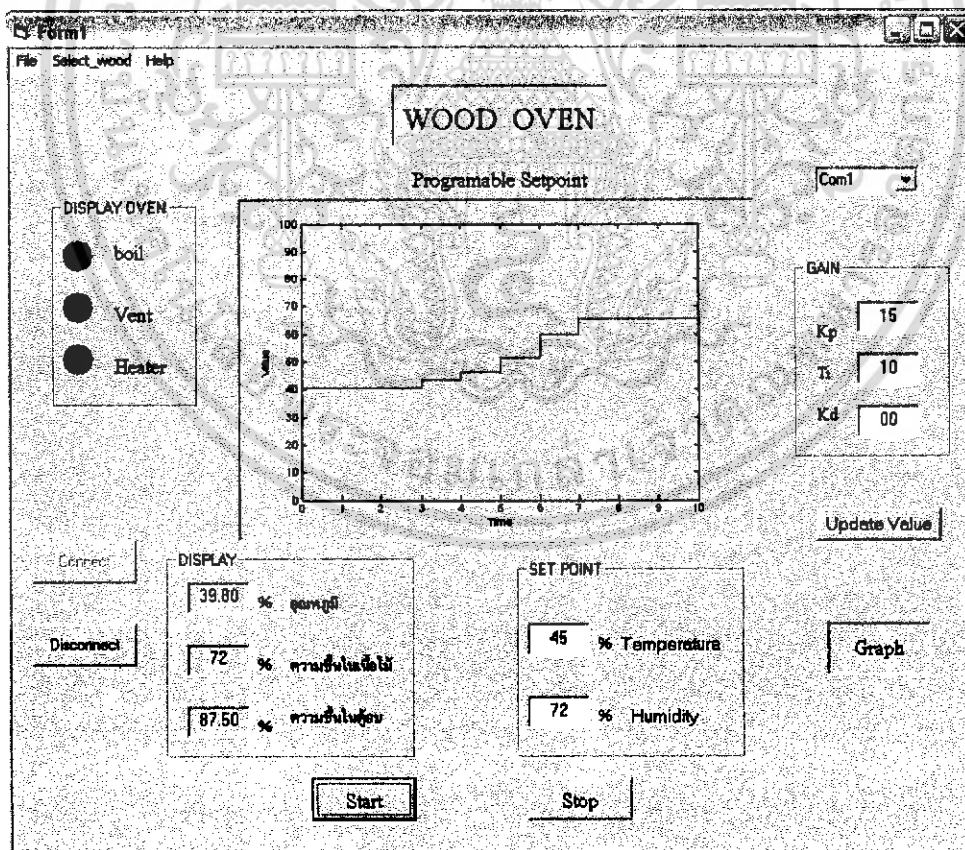 Form1
File Select_wood Help
WOOD OVEN
Programable Setpoint
Com1
DISPLAY OVEN
boil
Vent
Heater
100
90
80
70
60
50
40
30
20
10
0
Value
0 1 2 3 4 5 6 7 8 9 10
Time
GAIN
Kp 15
Ti 10
Kd 00
Update Value
Connect
Disconnect
DISPLAY
39.80 % อุณหภูมิ
72 % ความชื้นในเนื้อไม้
87.50 % ความชื้นในตู้อบ
SET POINT
45 % Temperature
72 % Humidity
Graph
Start
Stop